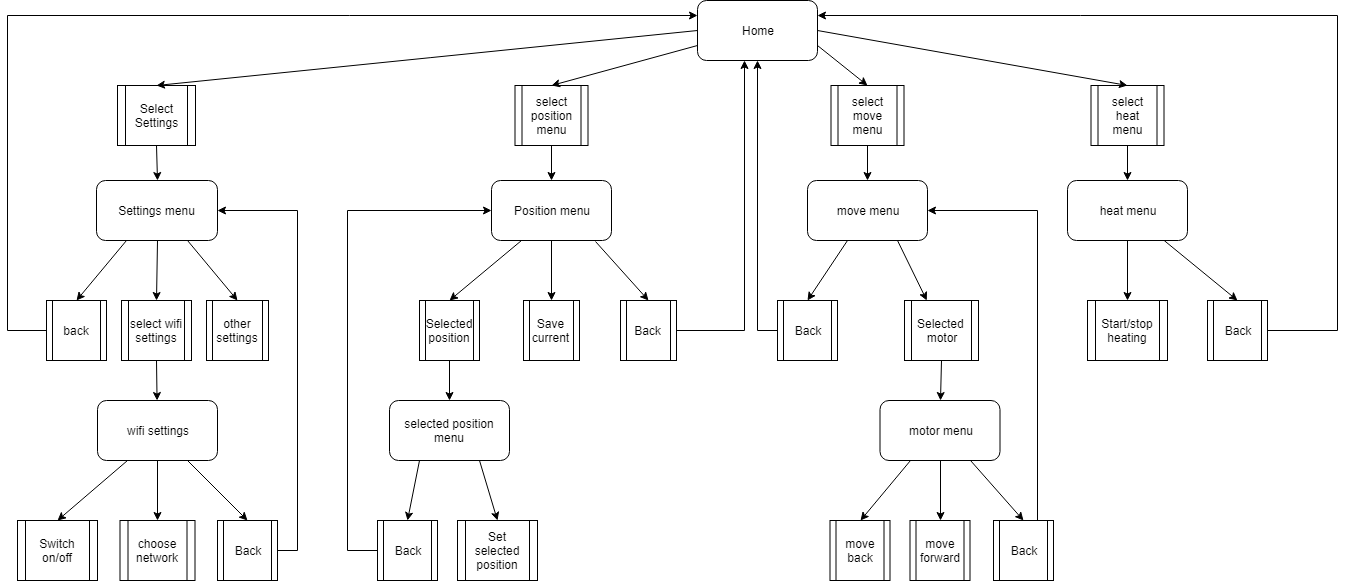 Home
Select
Settings
select
position
menu
select
move
menu
select
heat
menu
Settings menu
Position menu
move menu
heat menu
back
select wifi
settings
other
settings
Selected
position
Save
current
Back
Back
Selected
motor
Start/stop
heating
Back
wifi settings
selected position
menu
motor menu
Switch
on/off
choose
network
Back
Back
Set
selected
position
move
back
move
forward
Back